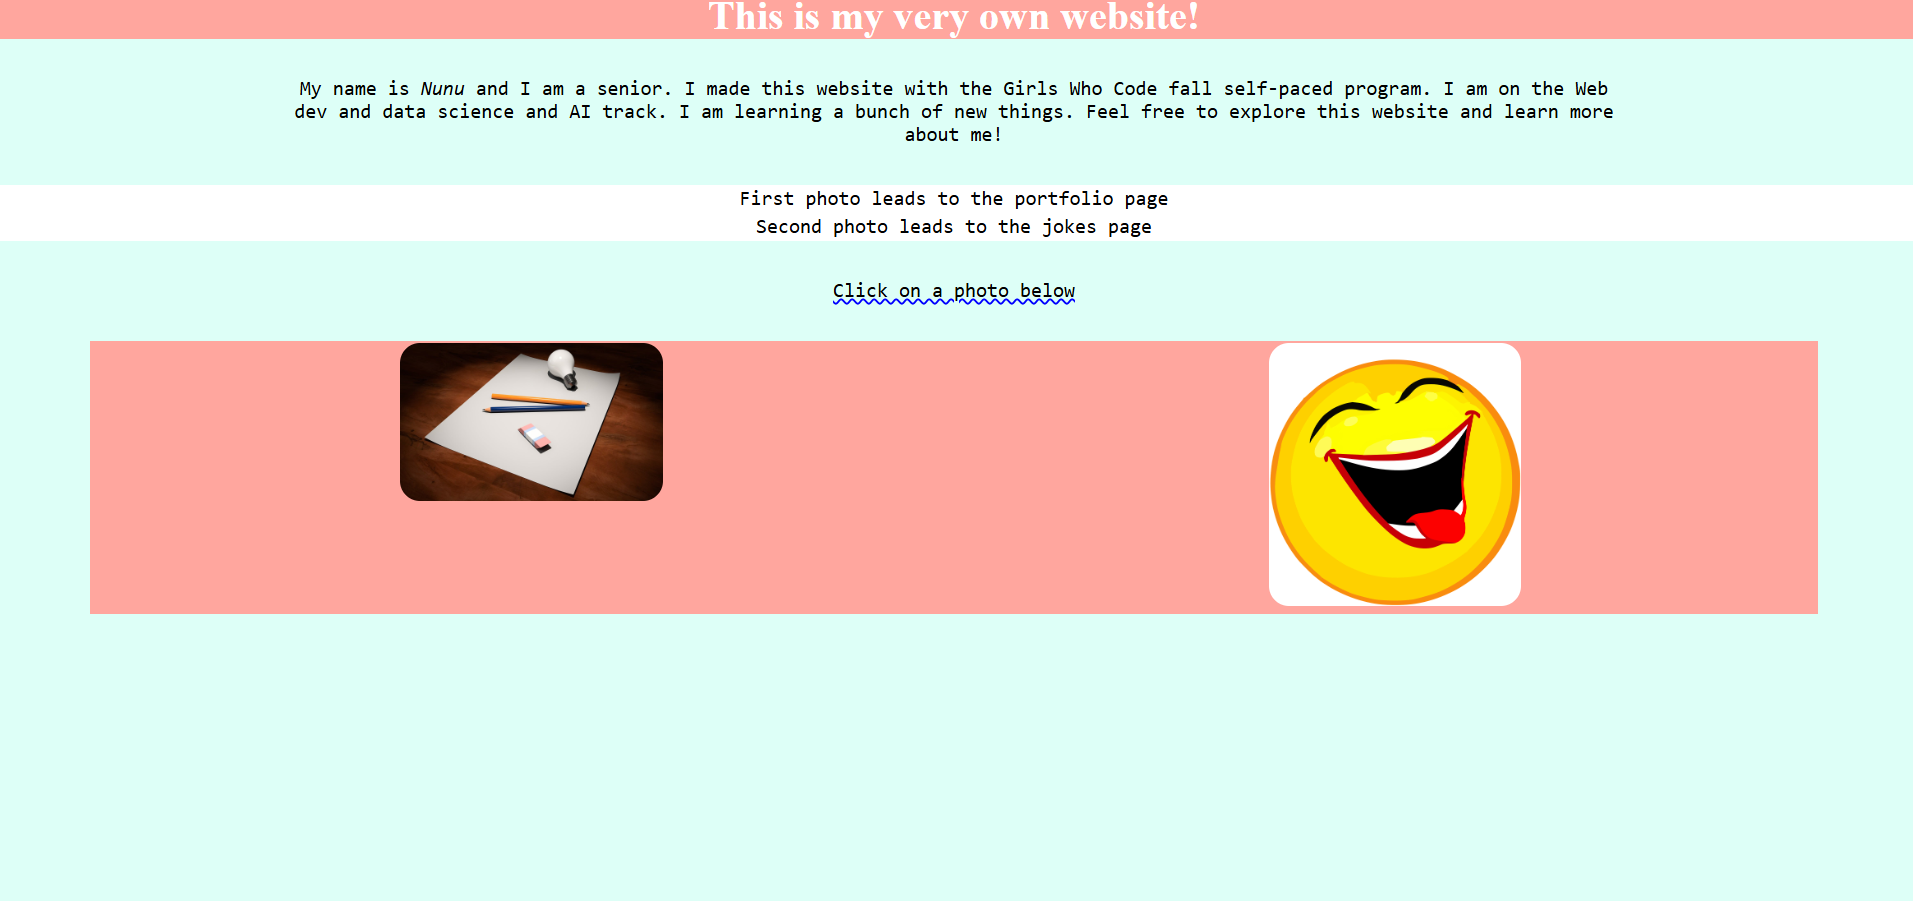 This is my very own website!
My name is Nunu and I am a senior. I made this website with the Girls Who Code fall self-paced program. I am on the Web
dev and data science and AI track. I am learning a bunch of new things. Feel free to explore this website and learn more
about me!
First photo leads to the portfolio page
Second photo leads to the jokes page
Click on a photo below